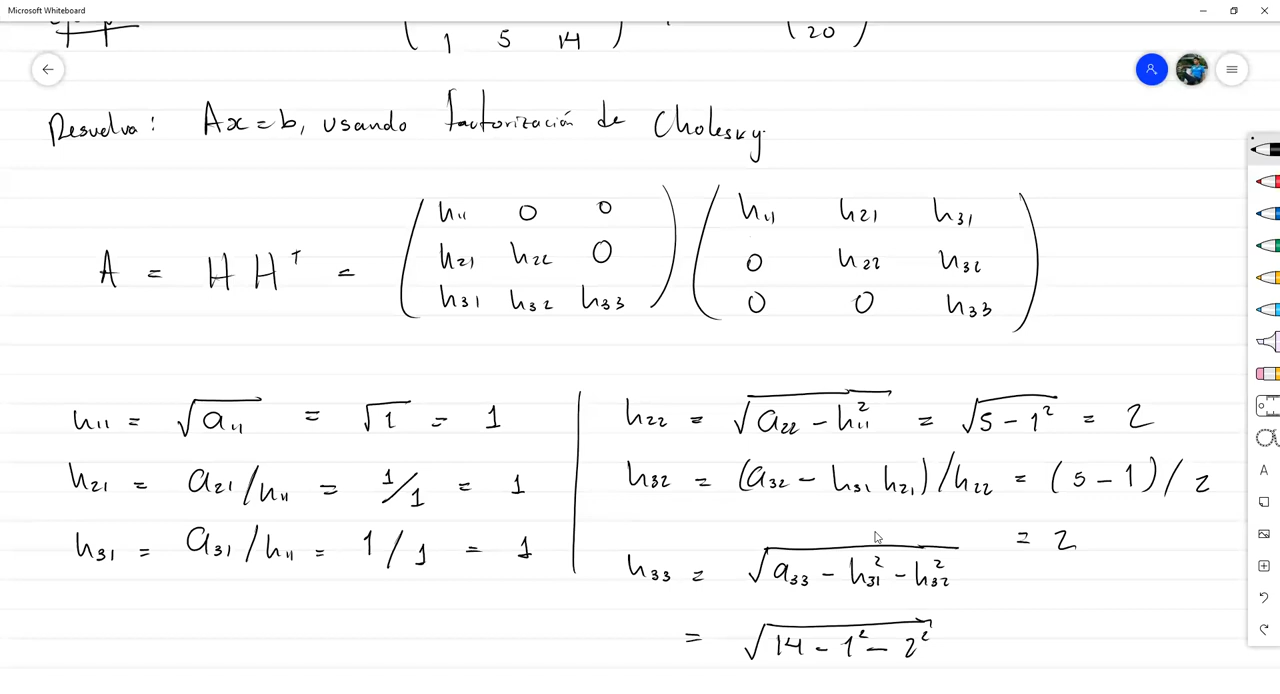 Microsoft Whiteboard
1 5 14
20
Resuelva: Ax = b, usando factorización de Cholesky.
A = H Hᵀ = ( h₁₁ 0 0 ) ( h₁₁ h₂₁ h₃₁ )
( h₂₁ h₂₂ 0 ) ( 0 h₂₂ h₃₂ )
( h₃₁ h₃₂ h₃₃ ) ( 0 0 h₃₃ )
h₁₁ = √a₁₁ = √1 = 1
h₂₁ = a₂₁/h₁₁ = 1/1 = 1
h₃₁ = a₃₁/h₁₁ = 1/1 = 1
h₂₂ = √(a₂₂ - h₁₁²) = √(5 - 1²) = 2
h₃₂ = (a₃₂ - h₃₁ h₂₁)/h₂₂ = (5 - 1)/2
= 2
h₃₃ = √(a₃₃ - h₃₁² - h₃₂²)
= √(14 - 1² - 2²)